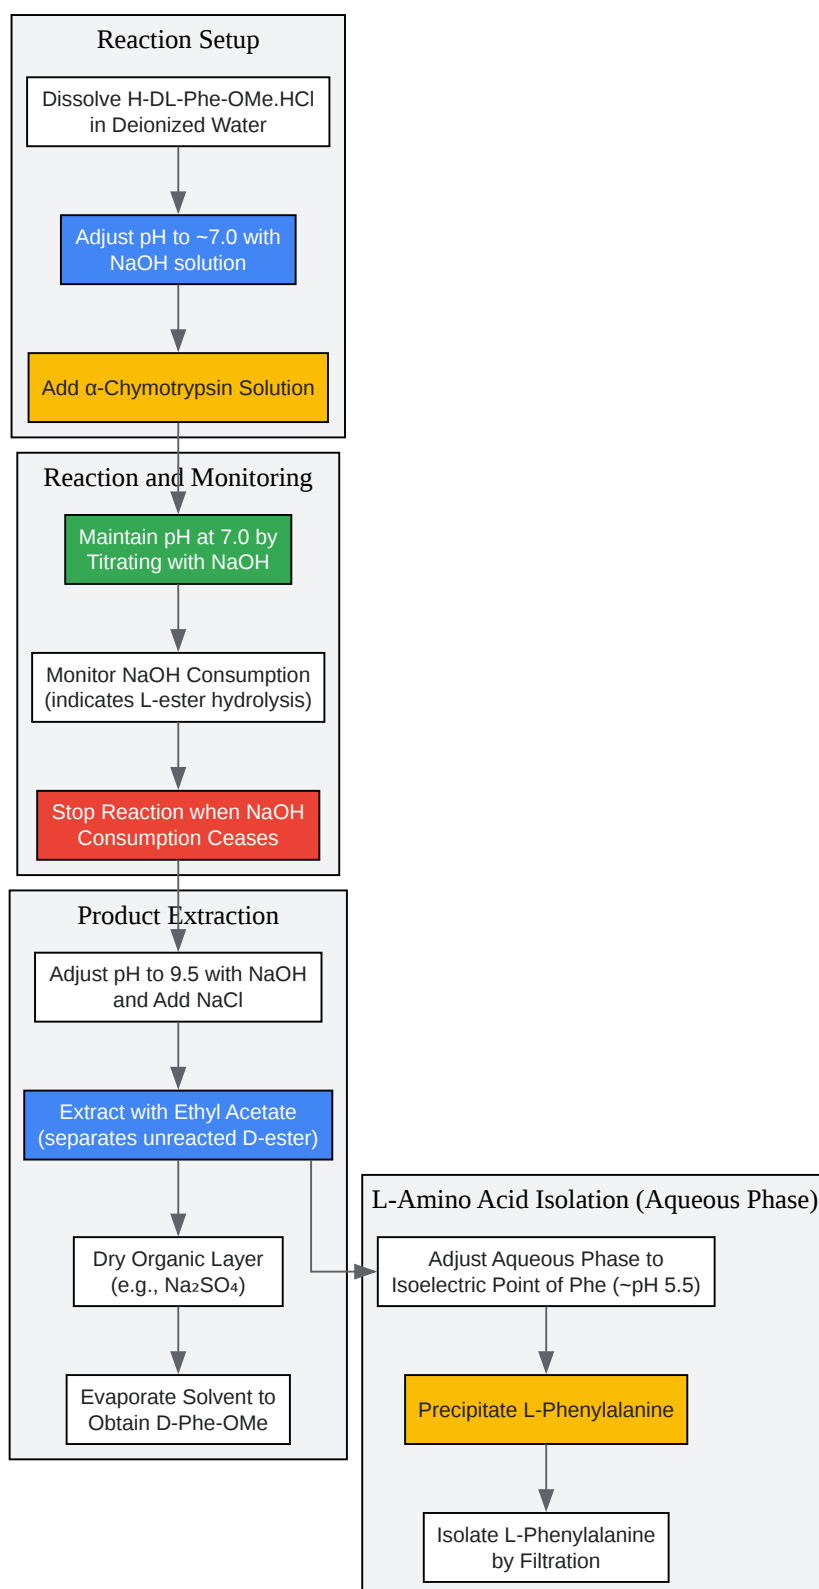 Reaction Setup
Dissolve H-DL-Phe-OMe.HCl
in Deionized Water
Adjust pH to ~7.0 with
NaOH solution
Add α-Chymotrypsin Solution
Reaction and Monitoring
Maintain pH at 7.0 by
Titrating with NaOH
Monitor NaOH Consumption
(indicates L-ester hydrolysis)
Stop Reaction when NaOH
Consumption Ceases
Product Extraction
Adjust pH to 9.5 with NaOH
and Add NaCl
Extract with Ethyl Acetate
(separates unreacted D-ester)
Dry Organic Layer
(e.g., Na₂SO₄)
Evaporate Solvent to
Obtain D-Phe-OMe
L-Amino Acid Isolation (Aqueous Phase)
Adjust Aqueous Phase to
Isoelectric Point of Phe (~pH 5.5)
Precipitate L-Phenylalanine
Isolate L-Phenylalanine
by Filtration